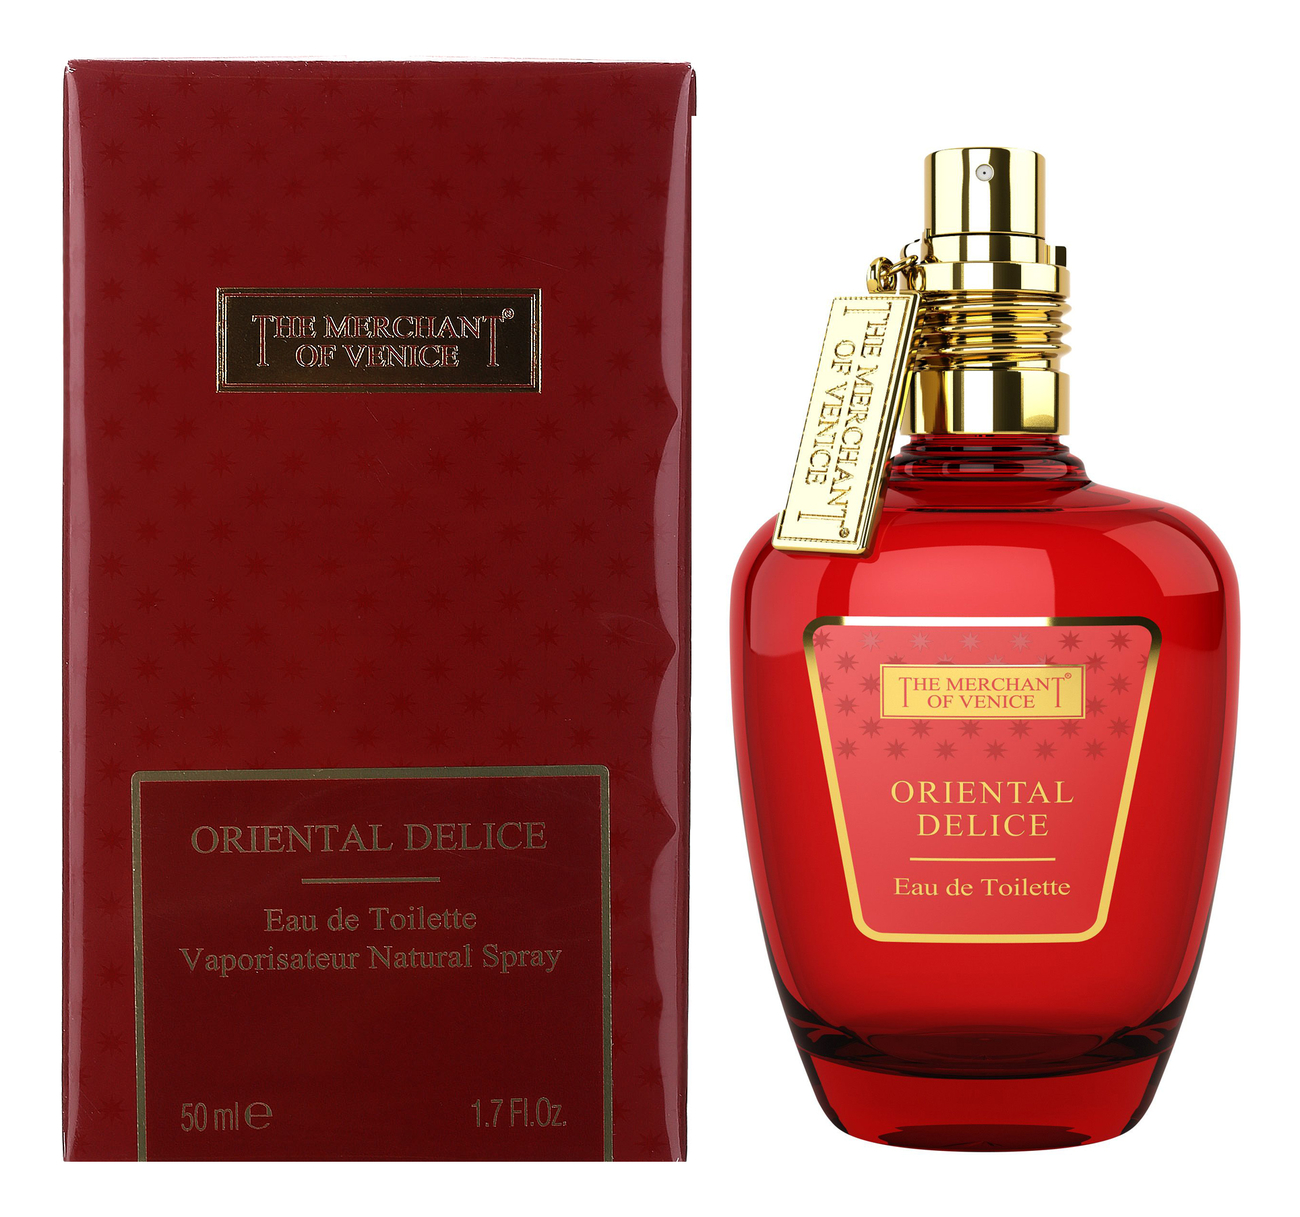 THE MERCHANT®
OF VENICE
ORIENTAL DELICE
Eau de Toilette
Vaporisateur Natural Spray
50 ml ℮
1.7 Fl.Oz.
THE MERCHANT
OF VENICE®
THE MERCHANT®
OF VENICE
ORIENTAL
DELICE
Eau de Toilette